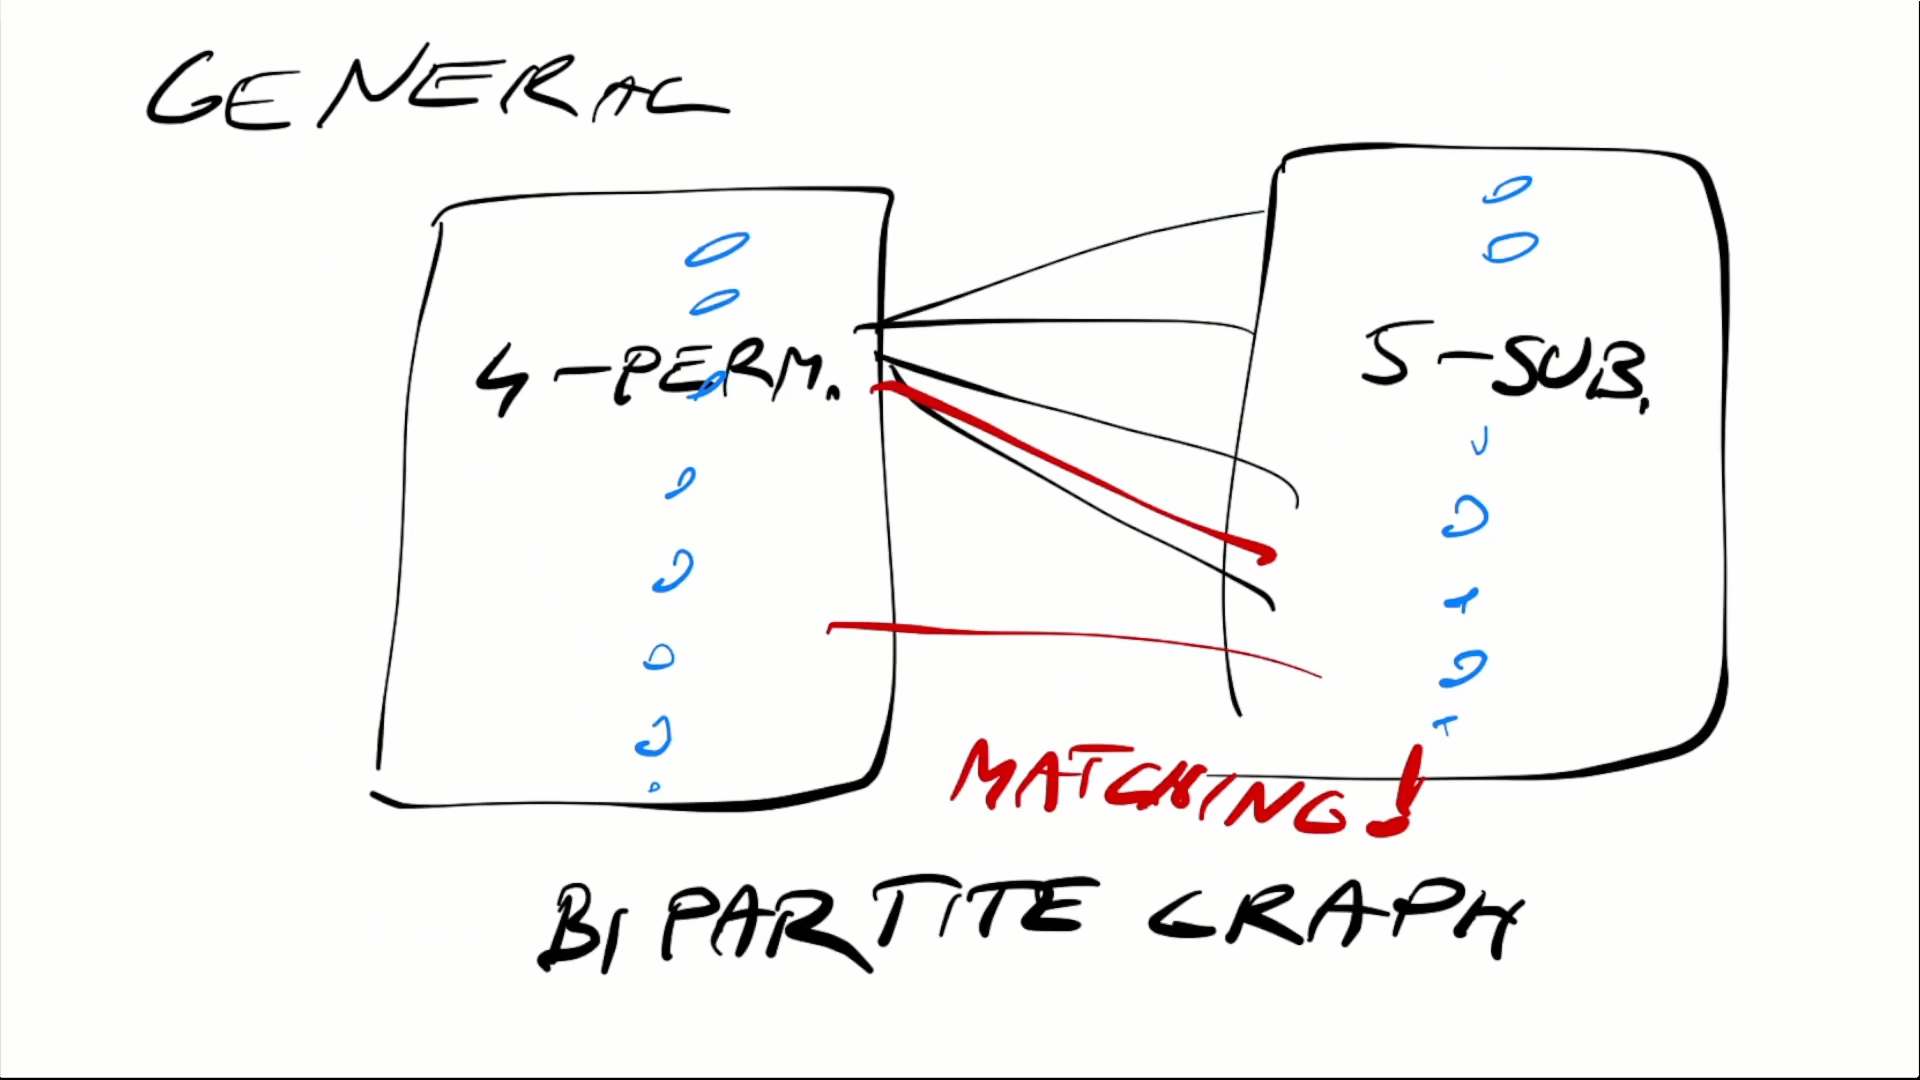 GENERAL
4-PERM.
5-SUB.
MATCHING!
BIPARTITE GRAPH